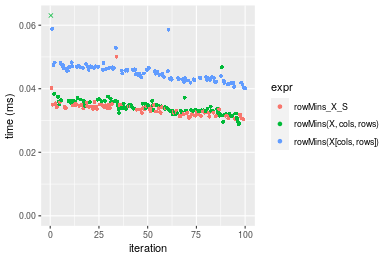 0.06
0.04
0.02
0.00
time (ms)
0
25
50
75
100
iteration
expr
rowMins_X_S
rowMins(X, cols, rows)
rowMins(X[cols, rows])